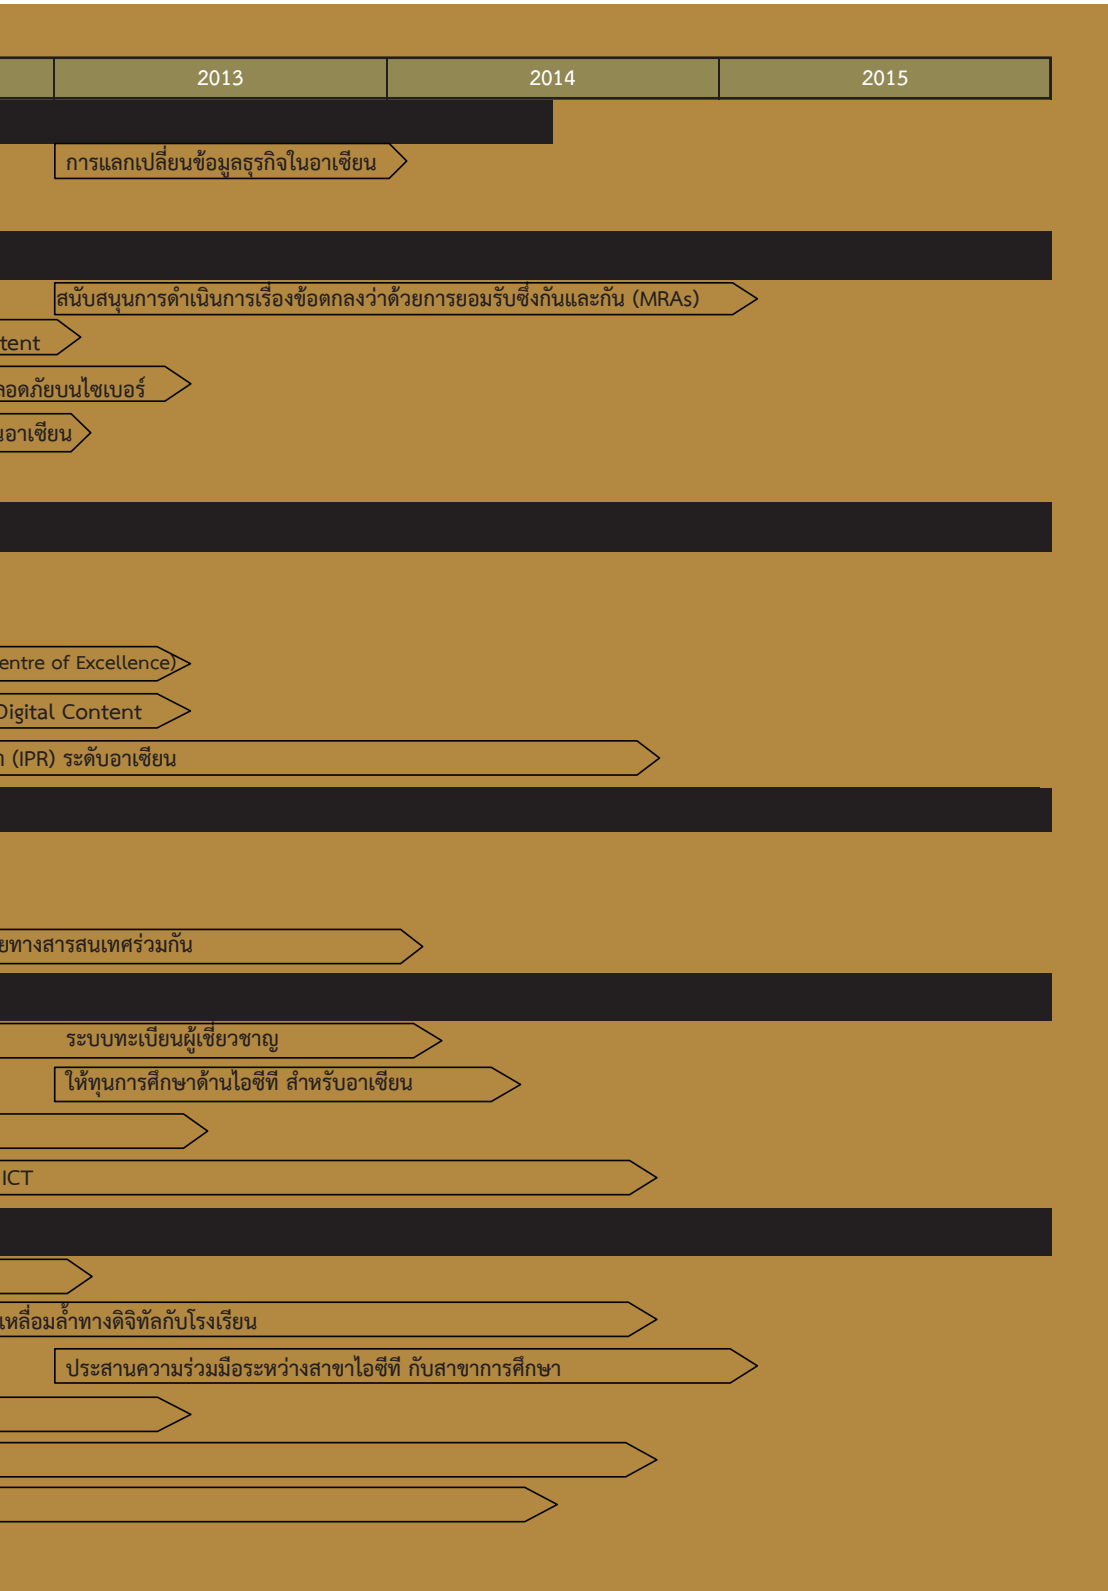 2013 2014 2015
การแลกเปลี่ยนข้อมูลธุรกิจในอาเซียน
สนับสนุนการดำเนินการเรื่องข้อตกลงว่าด้วยการยอมรับซึ่งกันและกัน (MRAs)
tent
ลอดภัยบนไซเบอร์
นอาเซียน
entre of Excellence)
Digital Content
า (IPR) ระดับอาเซียน
ยทางสารสนเทศร่วมกัน
ระบบทะเบียนผู้เชี่ยวชาญ
ให้ทุนการศึกษาด้านไอซีที สำหรับอาเซียน
ICT
เหลื่อมล้ำทางดิจิทัลกับโรงเรียน
ประสานความร่วมมือระหว่างสาขาไอซีที กับสาขาการศึกษา